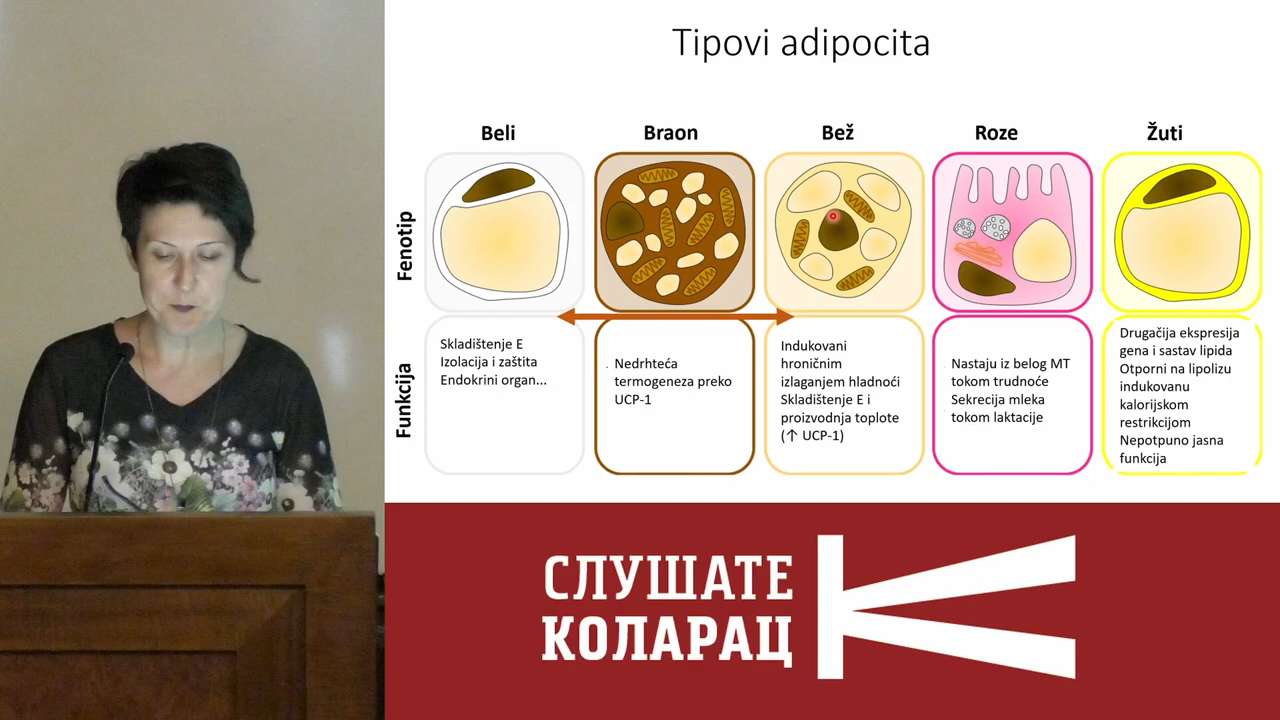 Tipovi adipocita
Beli
Braon
Bež
Roze
Žuti
Fenotip
Funkcija
Skladištenje E
Izolacija i zaštita
Endokrini organ...
Nedrhteća
termogeneza preko
UCP-1
Indukovani
hroničnim
izlaganjem hladnoći
Skladištenje E i
proizvodnja toplote
(↑ UCP-1)
Nastaju iz belog MT
tokom trudnoće
Sekrecija mleka
tokom laktacije
Drugačija ekspresija
gena i sastav lipida
Otporni na lipolizu
indukovanu
kalorijskom
restrikcijom
Nepotpuno jasna
funkcija
СЛУШАТЕ
КОЛАРАЦ